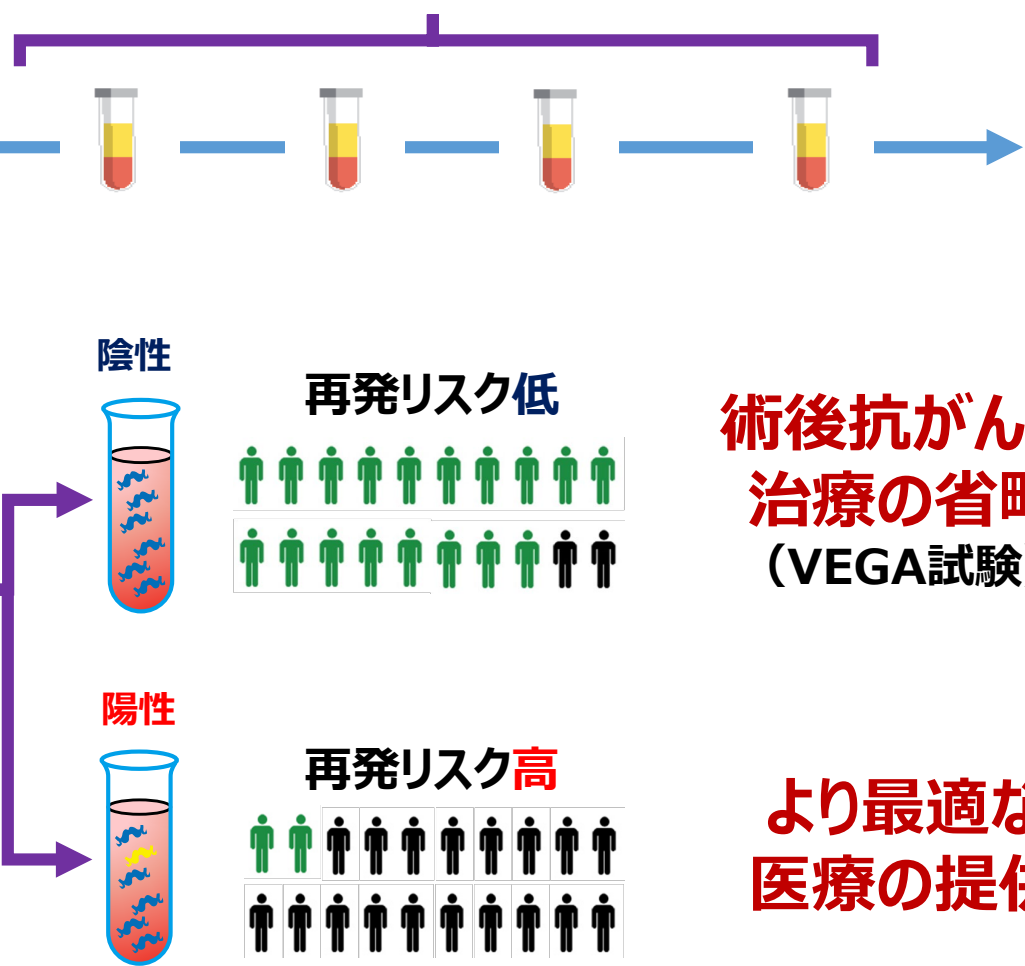 陰性
再発リスク低
術後抗がん
治療の省略
（VEGA試験）
陽性
再発リスク高
より最適な
医療の提供